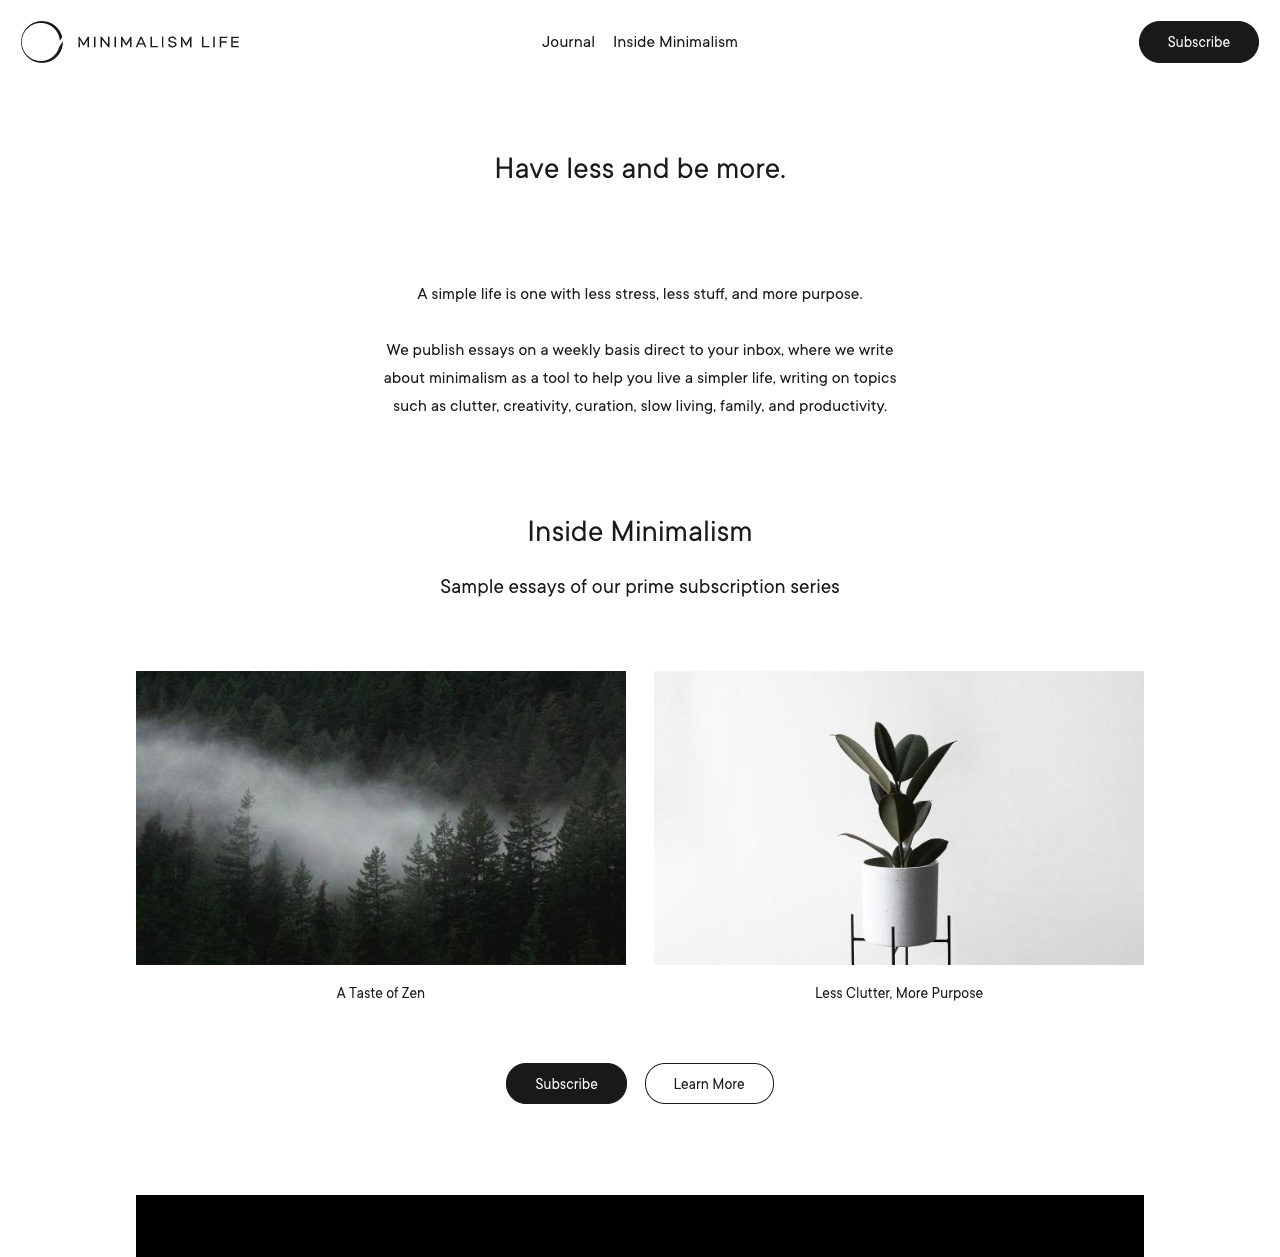 MINIMALISM LIFE
Journal
Inside Minimalism
Subscribe
Have less and be more.
A simple life is one with less stress, less stuff, and more purpose.
We publish essays on a weekly basis direct to your inbox, where we write
about minimalism as a tool to help you live a simpler life, writing on topics
such as clutter, creativity, curation, slow living, family, and productivity.
Inside Minimalism
Sample essays of our prime subscription series
A Taste of Zen
Less Clutter, More Purpose
Subscribe
Learn More